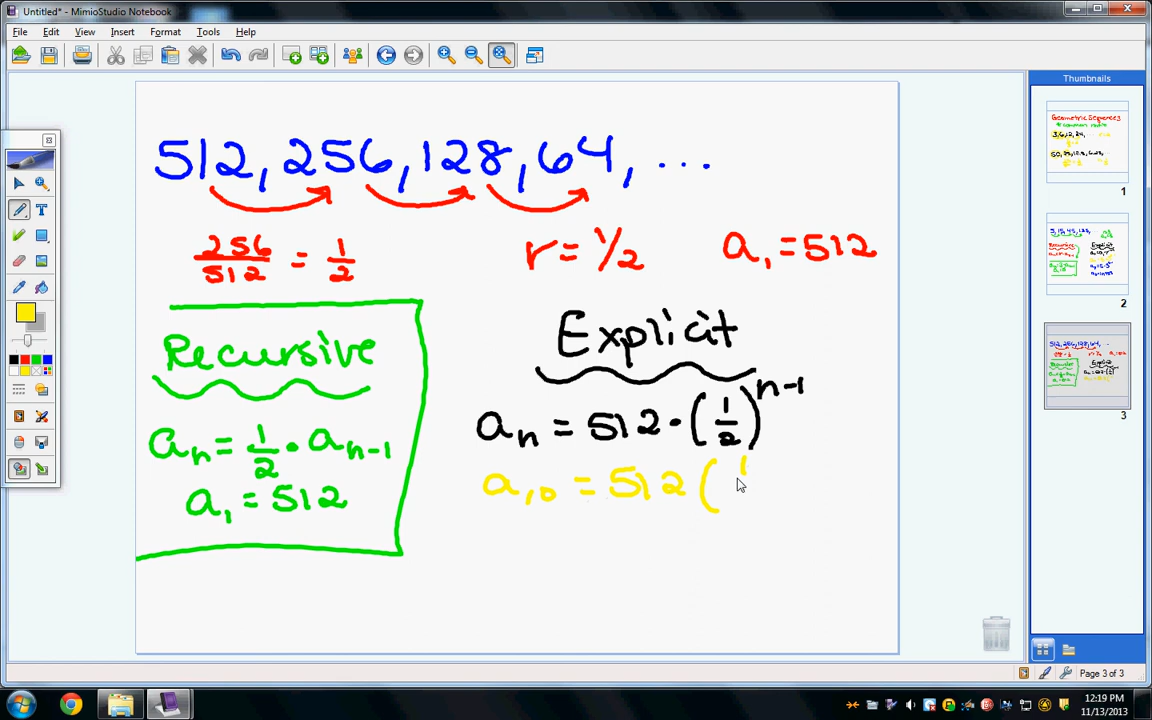 Untitled* - MimioStudio Notebook
File Edit View Insert Format Tools Help
Thumbnails
512, 256, 128, 64, ...
256/512 = 1/2
r = 1/2
a₁ = 512
Recursive
aₙ = 1/2 • aₙ₋₁
a₁ = 512
Explicit
aₙ = 512 • (1/2)ⁿ⁻¹
a₁₀ = 512 (1
1
2
3
Page 3 of 3
12:19 PM
11/13/2013